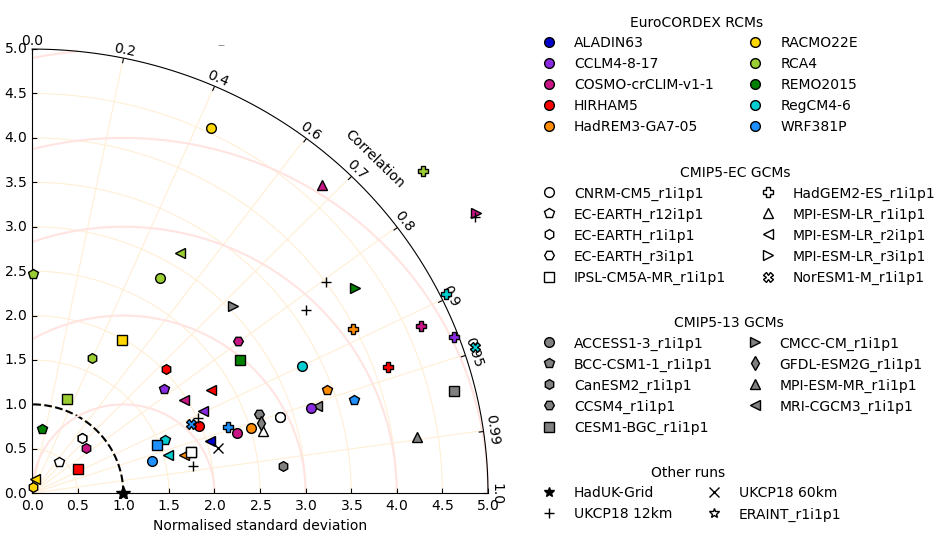 0.0
0.2
0.4
0.6
0.7
0.8
0.9
0.95
0.99
1.0
Correlation
5.0
4.5
4.0
3.5
3.0
2.5
2.0
1.5
1.0
0.5
0.0
0.0 0.5 1.0 1.5 2.0 2.5 3.0 3.5 4.0 4.5 5.0
Normalised standard deviation
EuroCORDEX RCMs
ALADIN63 RACMO22E
CCLM4-8-17 RCA4
COSMO-crCLIM-v1-1 REMO2015
HIRHAM5 RegCM4-6
HadREM3-GA7-05 WRF381P
CMIP5-EC GCMs
CNRM-CM5_r1i1p1 HadGEM2-ES_r1i1p1
EC-EARTH_r12i1p1 MPI-ESM-LR_r1i1p1
EC-EARTH_r1i1p1 MPI-ESM-LR_r2i1p1
EC-EARTH_r3i1p1 MPI-ESM-LR_r3i1p1
IPSL-CM5A-MR_r1i1p1 NorESM1-M_r1i1p1
CMIP5-13 GCMs
ACCESS1-3_r1i1p1 CMCC-CM_r1i1p1
BCC-CSM1-1_r1i1p1 GFDL-ESM2G_r1i1p1
CanESM2_r1i1p1 MPI-ESM-MR_r1i1p1
CCSM4_r1i1p1 MRI-CGCM3_r1i1p1
CESM1-BGC_r1i1p1
Other runs
HadUK-Grid UKCP18 60km
UKCP18 12km ERAINT_r1i1p1